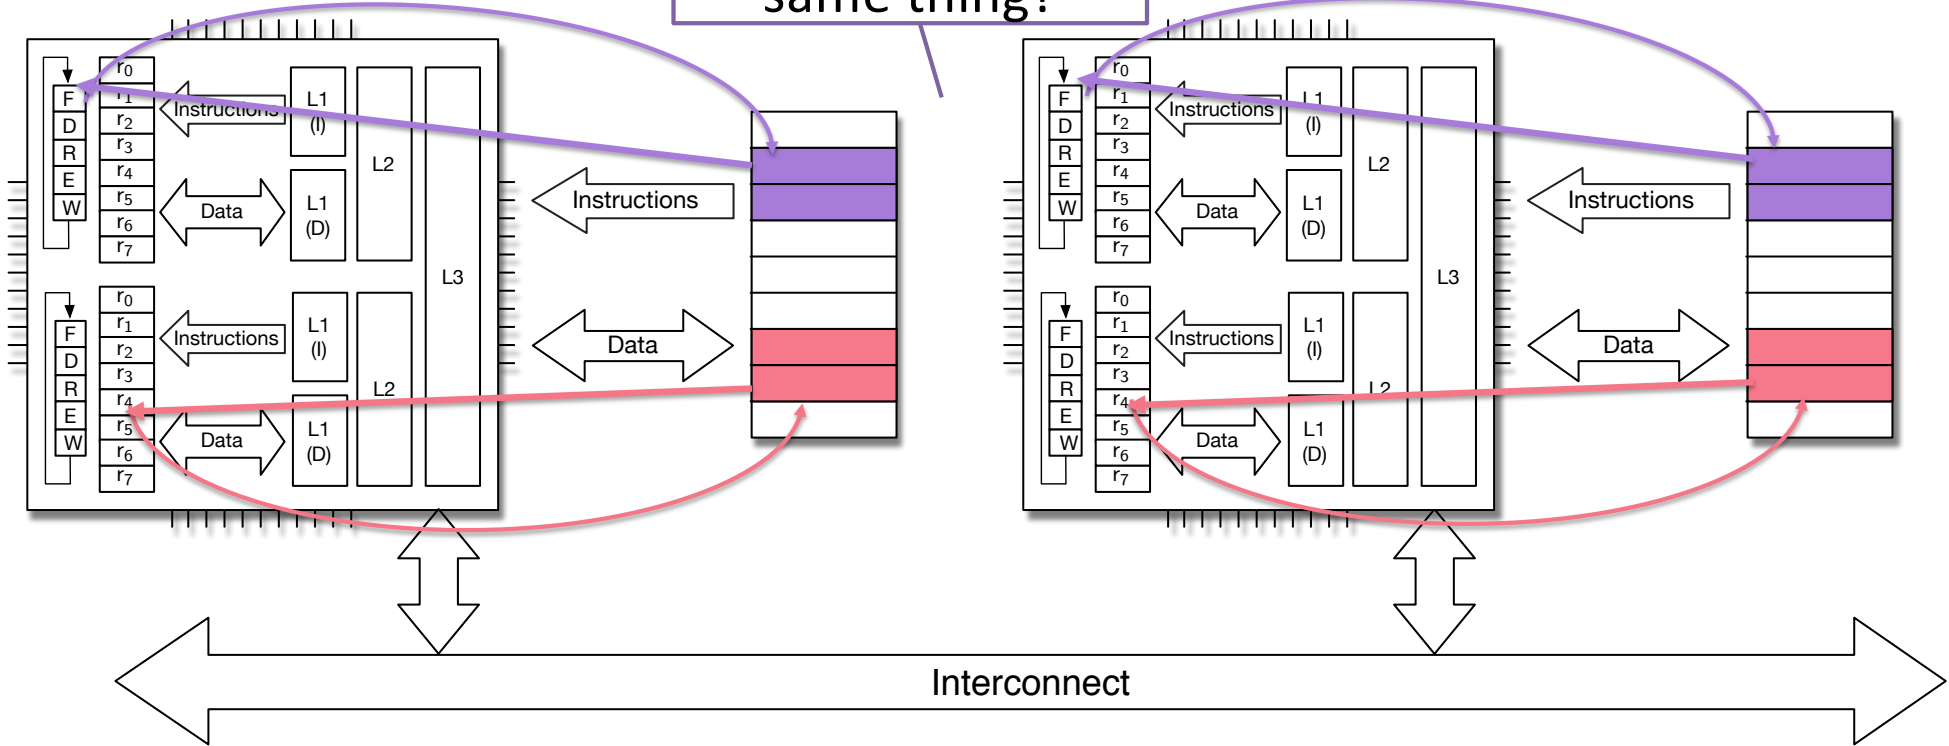 same thing?
r0
r1
r2
r3
r4
r5
r6
r7
F
D
R
E
W
Instructions
Data
L1
(I)
L1
(D)
L2
L3
r0
r1
r2
r3
r4
r5
r6
r7
F
D
R
E
W
Instructions
Data
L1
(I)
L1
(D)
L2
Instructions
Data
r0
r1
r2
r3
r4
r5
r6
r7
F
D
R
E
W
Instructions
Data
L1
(I)
L1
(D)
L2
L3
r0
r1
r2
r3
r4
r5
r6
r7
F
D
R
E
W
Instructions
Data
L1
(I)
L1
(D)
L2
Instructions
Data
Interconnect